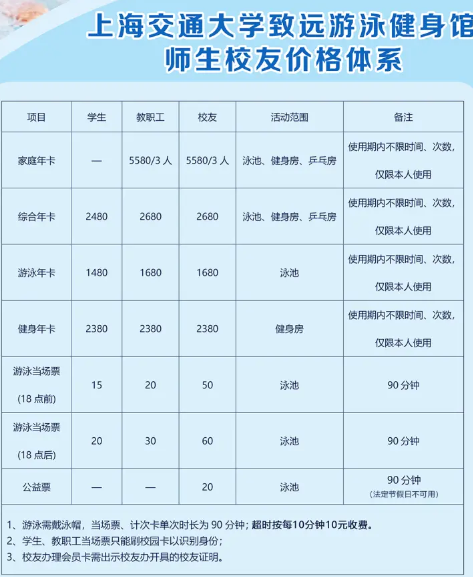 上海交通大学致远游泳健身馆
师生校友价格体系
项目 学生 教职工 校友 活动范围 备注
家庭年卡 — 5580/3 人 5580/3 人 泳池、健身房、乒乓房 使用期内不限时间、次数,
仅限本人使用
综合年卡 2480 2680 2680 泳池、健身房、乒乓房 使用期内不限时间、次数,
仅限本人使用
游泳年卡 1480 1680 1680 泳池 使用期内不限时间、次数,
仅限本人使用
健身年卡 2380 2380 2380 健身房 使用期内不限时间、次数,
仅限本人使用
游泳当场票
(18 点前) 15 20 50 泳池 90 分钟
游泳当场票
(18 点后) 20 30 60 泳池 90 分钟
公益票 — — 20 泳池 90 分钟
(法定节假日不可用)
1、游泳需戴泳帽，当场票、计次卡单次时长为 90 分钟；超时按每10分钟10元收费。
2、学生、教职工当场票只能刷校园卡以识别身份；
3、校友办理会员卡需出示校友办开具的校友证明。